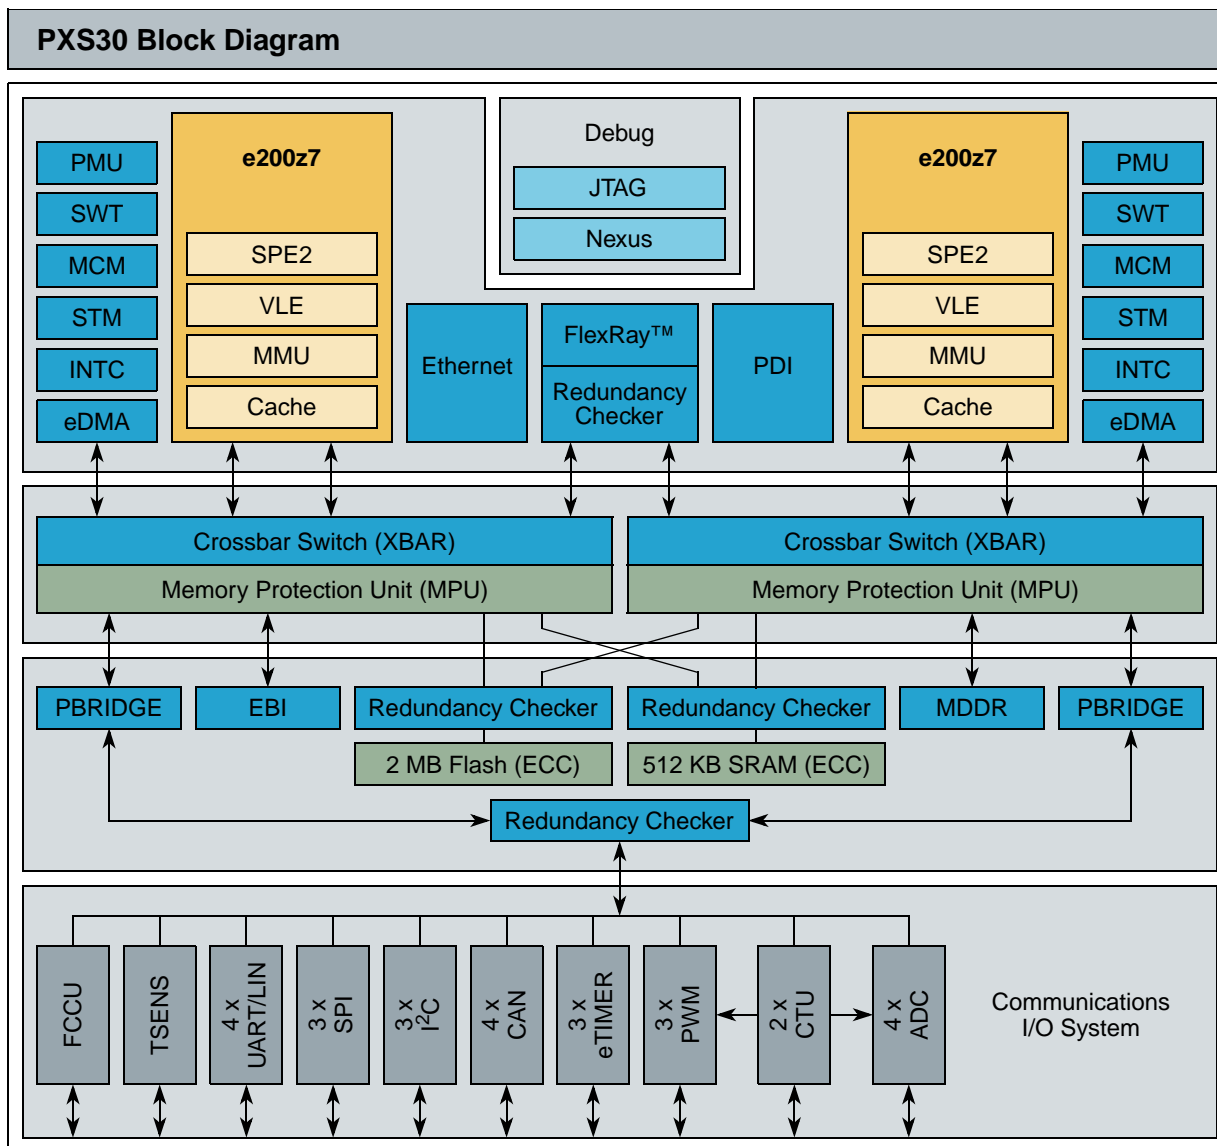 PXS30 Block Diagram
PMU
SWT
MCM
STM
INTC
eDMA
e200z7
SPE2
VLE
MMU
Cache
Debug
JTAG
Nexus
Ethernet
FlexRay™
Redundancy
Checker
PDI
e200z7
SPE2
VLE
MMU
Cache
PMU
SWT
MCM
STM
INTC
eDMA
Crossbar Switch (XBAR)
Memory Protection Unit (MPU)
Crossbar Switch (XBAR)
Memory Protection Unit (MPU)
PBRIDGE
EBI
Redundancy Checker
2 MB Flash (ECC)
Redundancy Checker
512 KB SRAM (ECC)
MDDR
PBRIDGE
Redundancy Checker
FCCU
TSENS
4 x
UART/LIN
3 x
SPI
3 x
I²C
4 x
CAN
3 x
eTIMER
3 x
PWM
2 x
CTU
4 x
ADC
Communications
I/O System